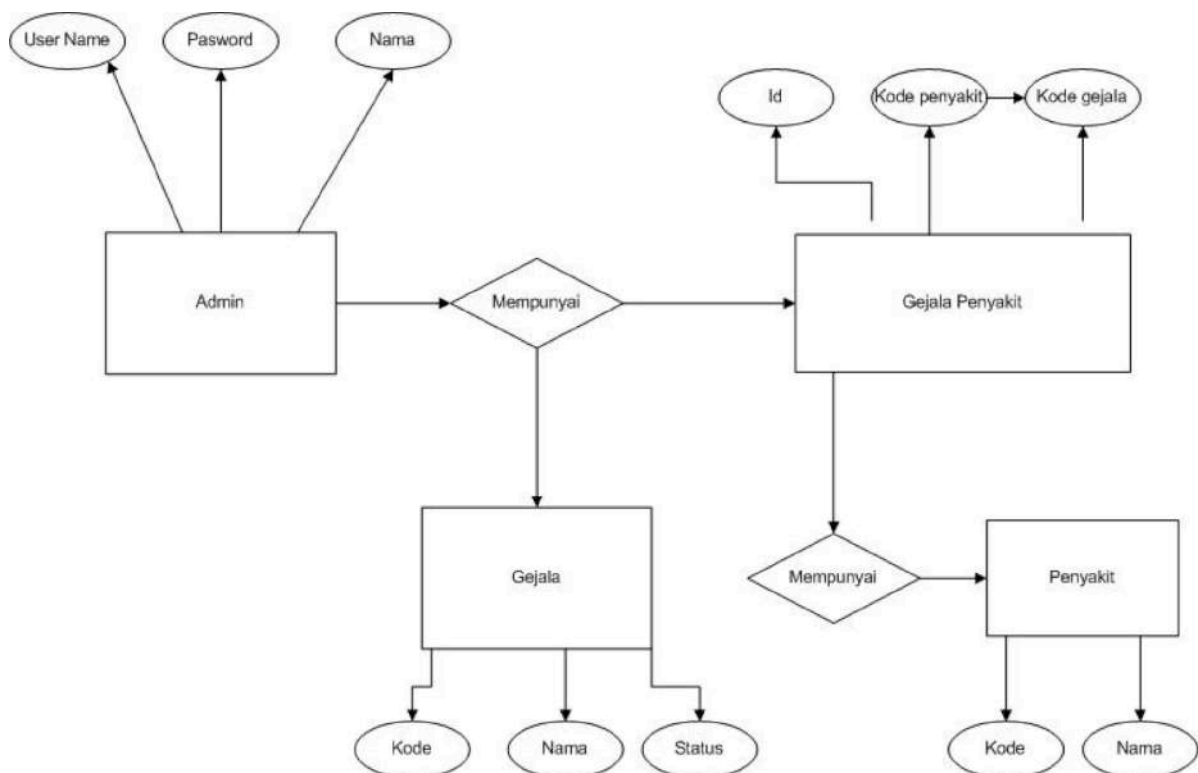 User Name
Pasword
Nama
Id
Kode penyakit
Kode gejala
Admin
Mempunyai
Gejala Penyakit
Gejala
Mempunyai
Penyakit
Kode
Nama
Status
Kode
Nama